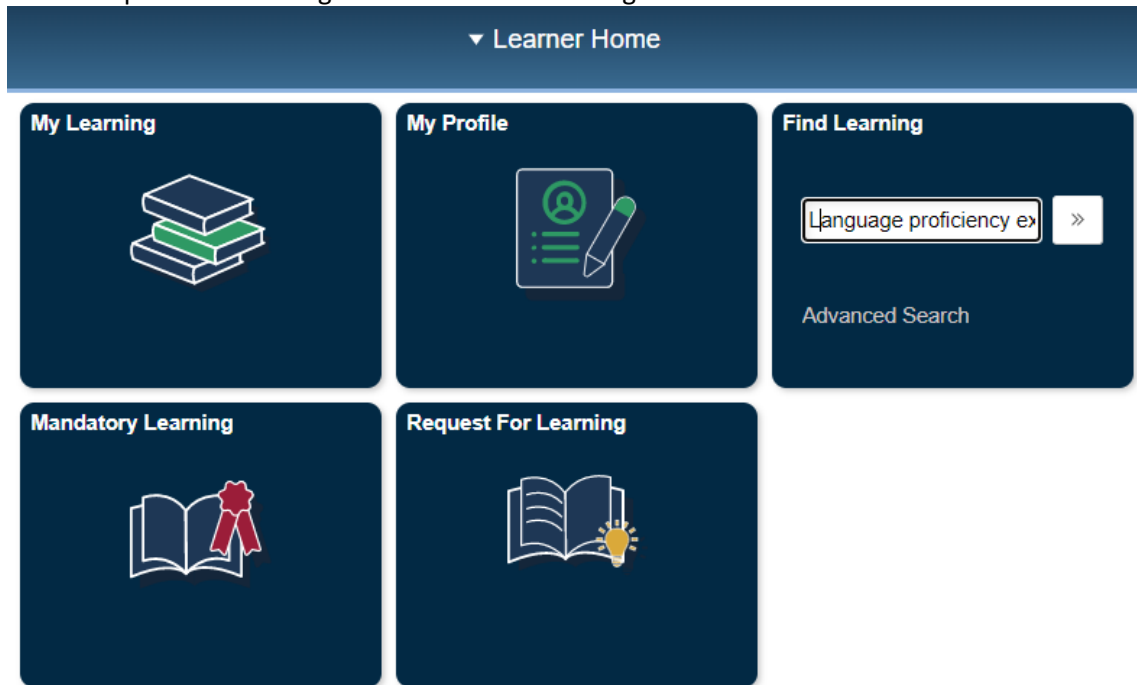 ▾ Learner Home
My Learning
My Profile
Find Learning
Language proficiency ex
»
Advanced Search
Mandatory Learning
Request For Learning